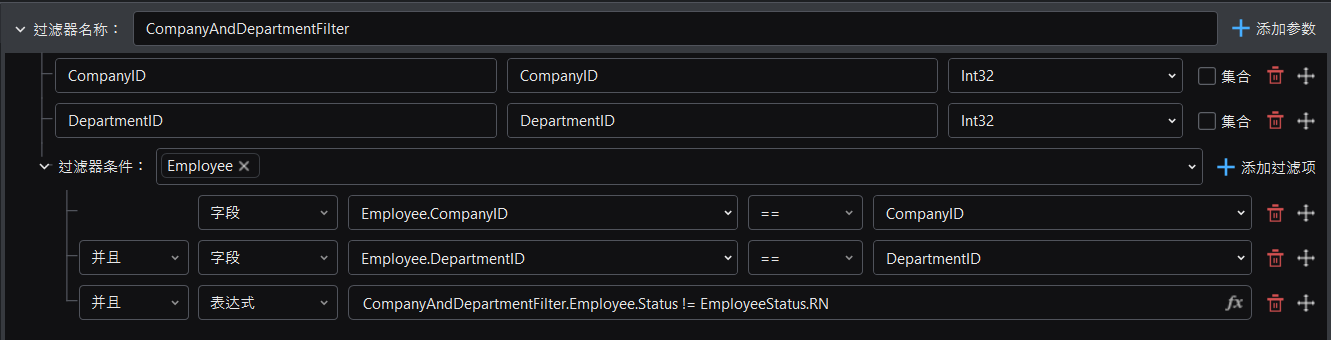 过滤器名称： CompanyAndDepartmentFilter 添加参数
CompanyID CompanyID Int32 集合
DepartmentID DepartmentID Int32 集合
过滤器条件： Employee 添加过滤项
字段 Employee.CompanyID == CompanyID
并且 字段 Employee.DepartmentID == DepartmentID
并且 表达式 CompanyAndDepartmentFilter.Employee.Status != EmployeeStatus.RN fx